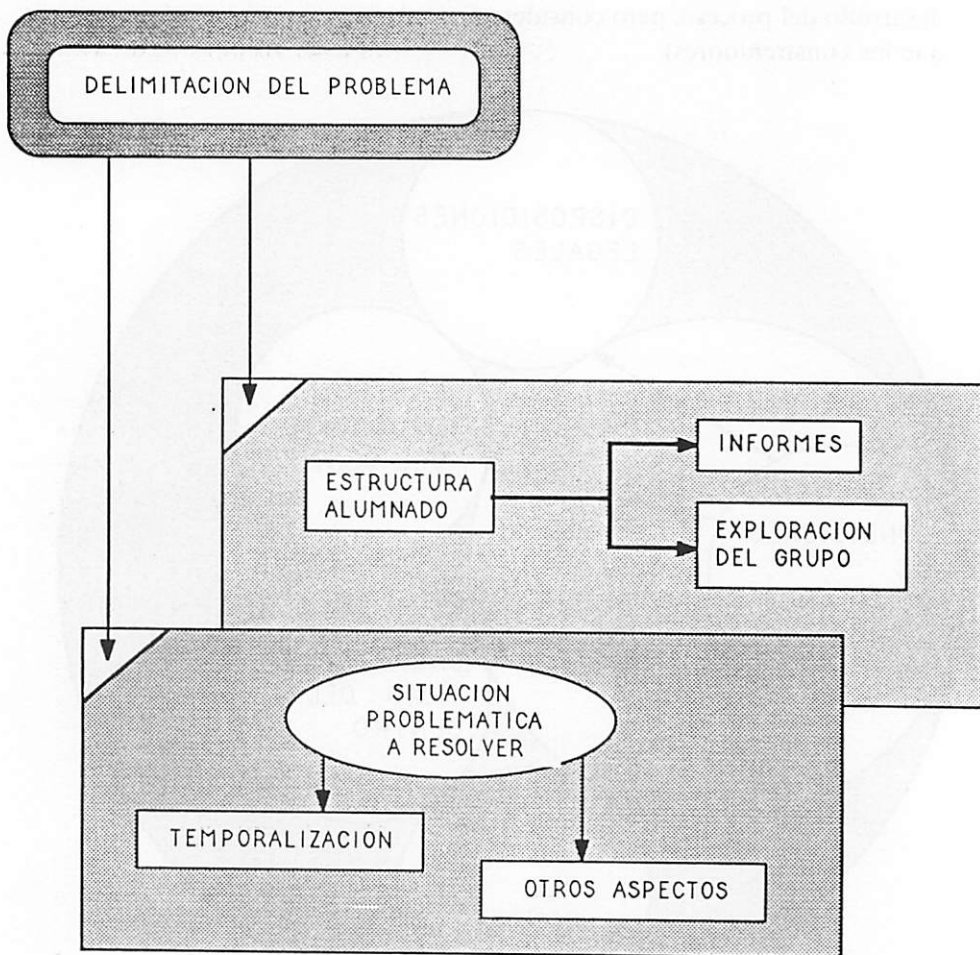 DELIMITACION DEL PROBLEMA
ESTRUCTURA
ALUMNADO
INFORMES
EXPLORACION
DEL GRUPO
SITUACION
PROBLEMATICA
A RESOLVER
TEMPORALIZACION
OTROS ASPECTOS